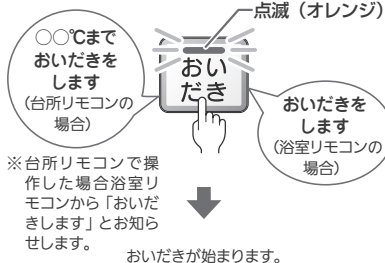 点滅（オレンジ）
○○℃まで
おいだきを
します
（台所リモコンの
場合）
おい
だき
おいだきを
します
（浴室リモコンの
場合）
※台所リモコンで操
作した場合浴室リ
モコンから「おいだ
きします」とお知ら
せします。
おいだきが始まります。